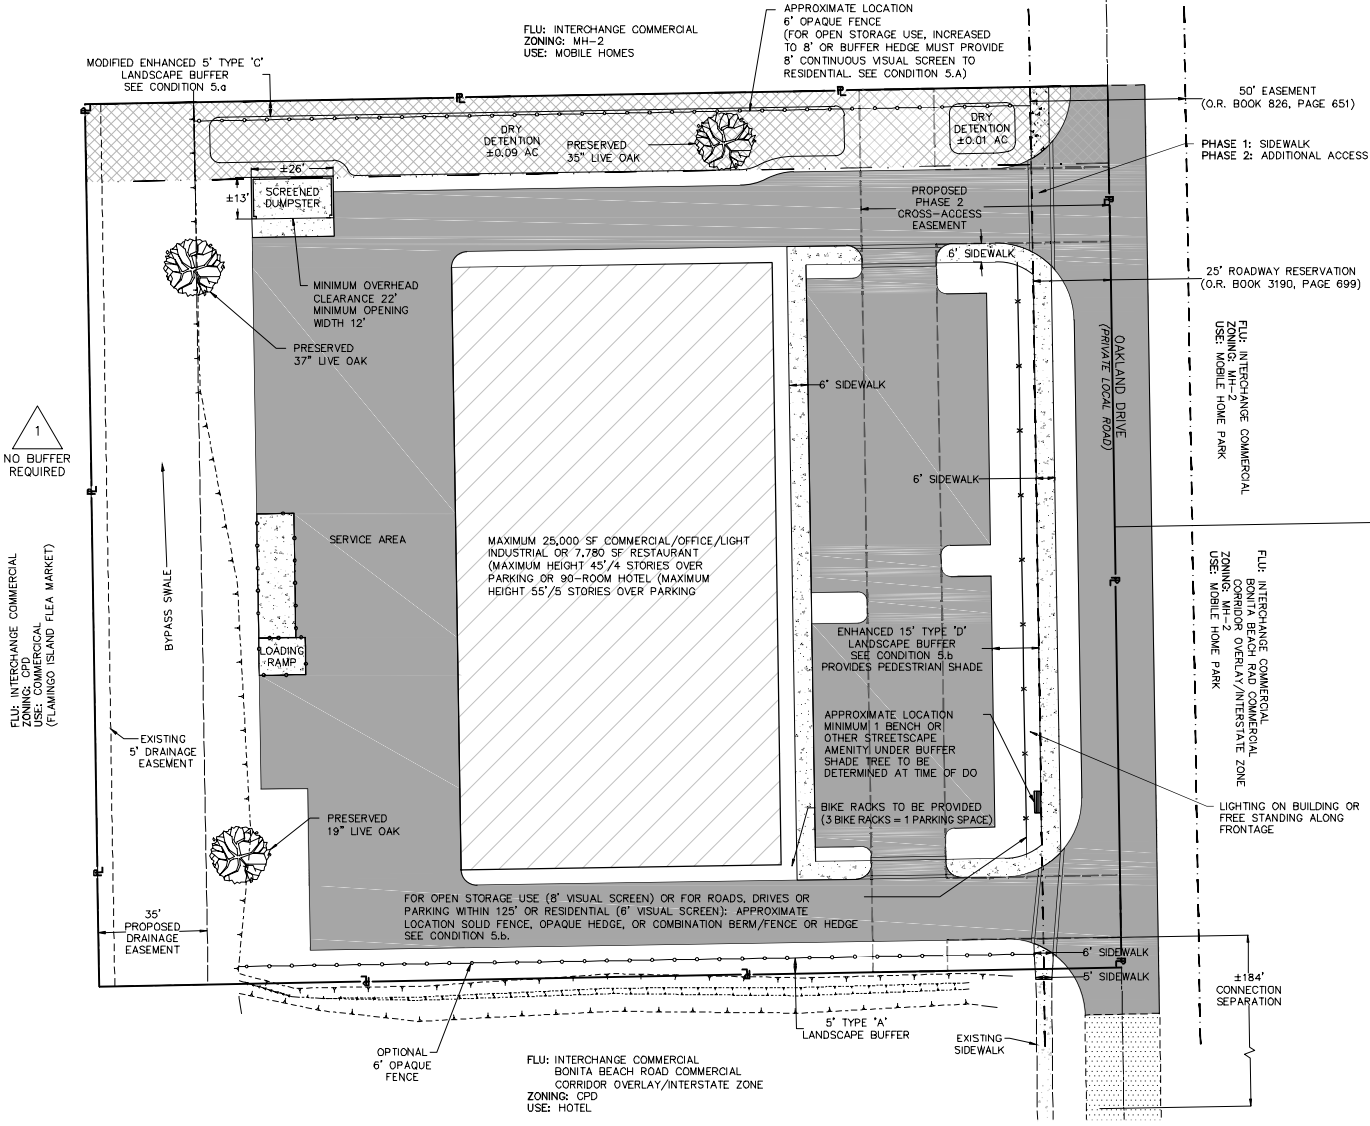 FLU: INTERCHANGE COMMERCIAL
ZONING: MH-2
USE: MOBILE HOMES
APPROXIMATE LOCATION
6' OPAQUE FENCE
(FOR OPEN STORAGE USE, INCREASED
TO 8' OR BUFFER HEDGE MUST PROVIDE
8' CONTINUOUS VISUAL SCREEN TO
RESIDENTIAL. SEE CONDITION 5.A)
MODIFIED ENHANCED 5' TYPE 'C'
LANDSCAPE BUFFER
SEE CONDITION 5.a
50' EASEMENT
(O.R. BOOK 826, PAGE 651)
DRY
DETENTION
±0.09 AC
PRESERVED
35" LIVE OAK
DRY
DETENTION
±0.01 AC
PHASE 1: SIDEWALK
PHASE 2: ADDITIONAL ACCESS
±26'
±13'
SCREENED
DUMPSTER
PROPOSED
PHASE 2
CROSS-ACCESS
EASEMENT
6' SIDEWALK
25' ROADWAY RESERVATION
(O.R. BOOK 3190, PAGE 699)
MINIMUM OVERHEAD
CLEARANCE 22'
MINIMUM OPENING
WIDTH 12'
PRESERVED
37" LIVE OAK
OAKLAND DRIVE
(PRIVATE LOCAL ROAD)
FLU: INTERCHANGE COMMERCIAL
ZONING: MH-2
USE: MOBILE HOME PARK
6' SIDEWALK
1
NO BUFFER
REQUIRED
6' SIDEWALK
SERVICE AREA
MAXIMUM 25,000 SF COMMERCIAL/OFFICE/LIGHT
INDUSTRIAL OR 7,780 SF RESTAURANT
(MAXIMUM HEIGHT 45'/4 STORIES OVER
PARKING OR 90-ROOM HOTEL (MAXIMUM
HEIGHT 55'/5 STORIES OVER PARKING
FLU: INTERCHANGE COMMERCIAL
ZONING: CPD
USE: COMMERCIAL
(FLAMINGO ISLAND FLEA MARKET)
BYPASS SWALE
FLU: INTERCHANGE COMMERCIAL
BONITA BEACH RAD COMMERCIAL
CORRIDOR OVERLAY/INTERSTATE ZONE
ZONING: MH-2
USE: MOBILE HOME PARK
LOADING
RAMP
ENHANCED 15' TYPE 'D'
LANDSCAPE BUFFER
SEE CONDITION 5.b
PROVIDES PEDESTRIAN SHADE
APPROXIMATE LOCATION
MINIMUM 1 BENCH OR
OTHER STREETSCAPE
AMENITY UNDER BUFFER
SHADE TREE TO BE
DETERMINED AT TIME OF DO
EXISTING
5' DRAINAGE
EASEMENT
BIKE RACKS TO BE PROVIDED
(3 BIKE RACKS = 1 PARKING SPACE)
LIGHTING ON BUILDING OR
FREE STANDING ALONG
FRONTAGE
PRESERVED
19" LIVE OAK
FOR OPEN STORAGE USE (8' VISUAL SCREEN) OR FOR ROADS, DRIVES OR
PARKING WITHIN 125' OR RESIDENTIAL (6' VISUAL SCREEN): APPROXIMATE
LOCATION SOLID FENCE, OPAQUE HEDGE, OR COMBINATION BERM/FENCE OR HEDGE
SEE CONDITION 5.b.
35'
PROPOSED
DRAINAGE
EASEMENT
6' SIDEWALK
5' SIDEWALK
±184'
CONNECTION
SEPARATION
5' TYPE 'A'
LANDSCAPE BUFFER
EXISTING
SIDEWALK
OPTIONAL
6' OPAQUE
FENCE
FLU: INTERCHANGE COMMERCIAL
BONITA BEACH ROAD COMMERCIAL
CORRIDOR OVERLAY/INTERSTATE ZONE
ZONING: CPD
USE: HOTEL